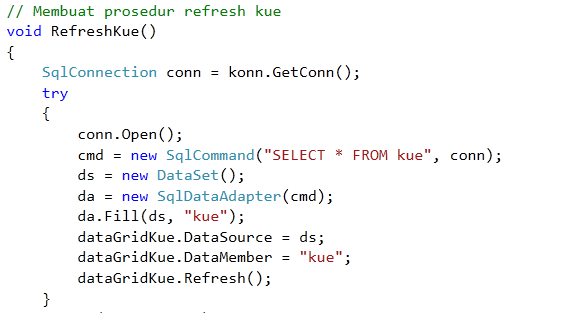 // Membuat prosedur refresh kue
void RefreshKue()
{
    SqlConnection conn = konn.GetConn();
    try
    {
        conn.Open();
        cmd = new SqlCommand("SELECT * FROM kue", conn);
        ds = new DataSet();
        da = new SqlDataAdapter(cmd);
        da.Fill(ds, "kue");
        dataGridKue.DataSource = ds;
        dataGridKue.DataMember = "kue";
        dataGridKue.Refresh();
    }